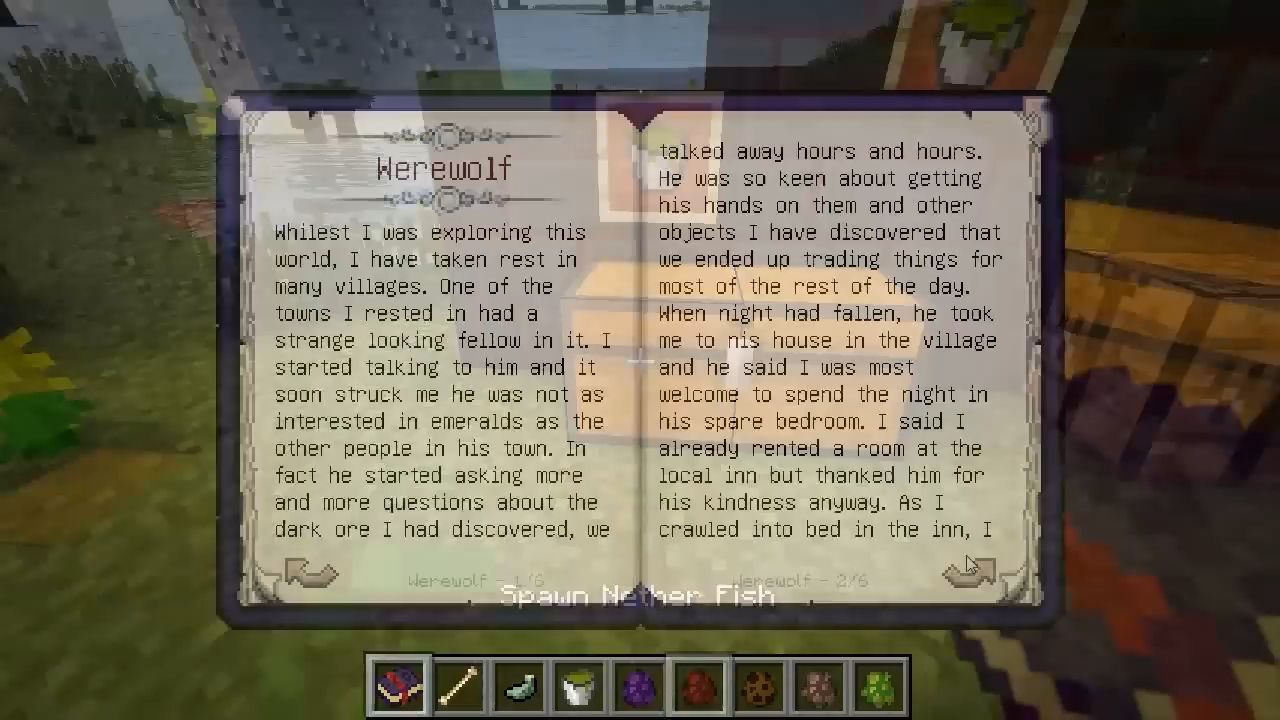 Werewolf
Whilest I was exploring this
world, I have taken rest in
many villages. One of the
towns I rested in had a
strange looking fellow in it. I
started talking to him and it
soon struck me he was not as
interested in emeralds as the
other people in his town. In
fact he started asking more
and more questions about the
dark ore I had discovered, we
Werewolf - 1/6
talked away hours and hours.
He was so keen about getting
his hands on them and other
objects I have discovered that
we ended up trading things for
most of the rest of the day.
When night had fallen, he took
me to his house in the village
and he said I was most
welcome to spend the night in
his spare bedroom. I said I
already rented a room at the
local inn but thanked him for
his kindness anyway. As I
crawled into bed in the inn, I
Werewolf - 2/6
Spawn Nether Fish